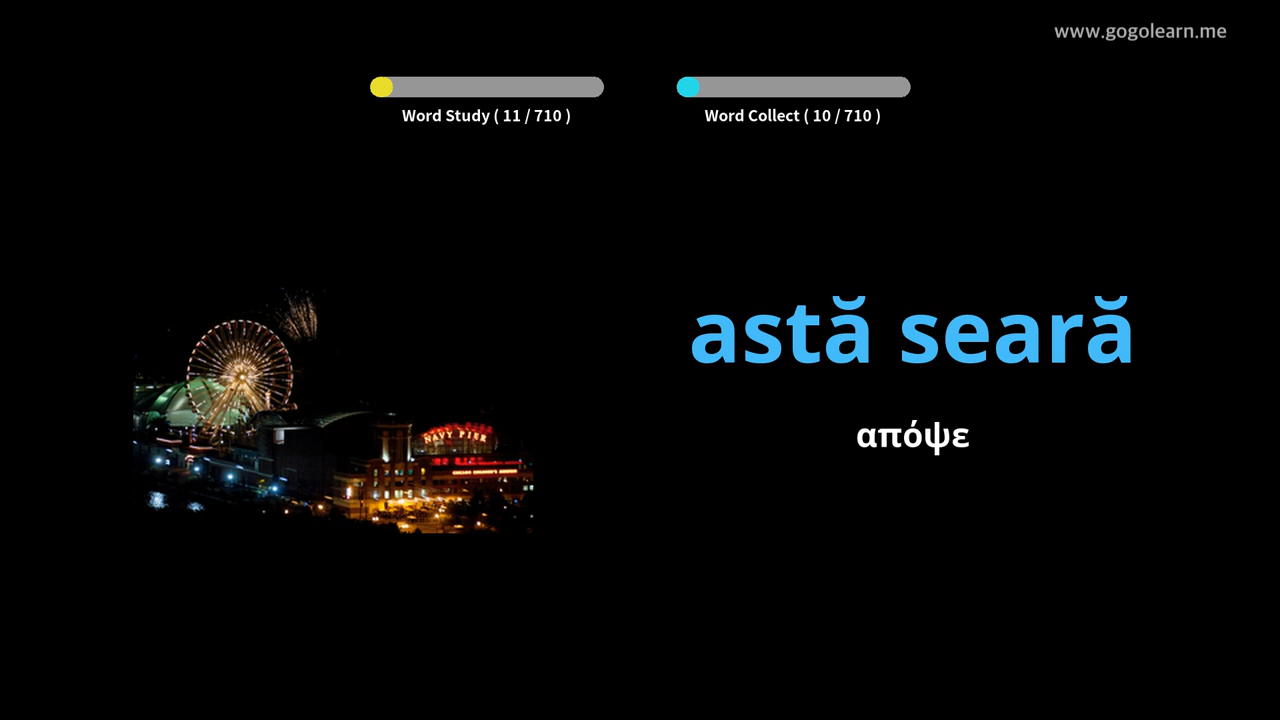 www.gogolearn.me
Word Study ( 11 / 710 )
Word Collect ( 10 / 710 )
astă seară
απόψε
NAVY PIER